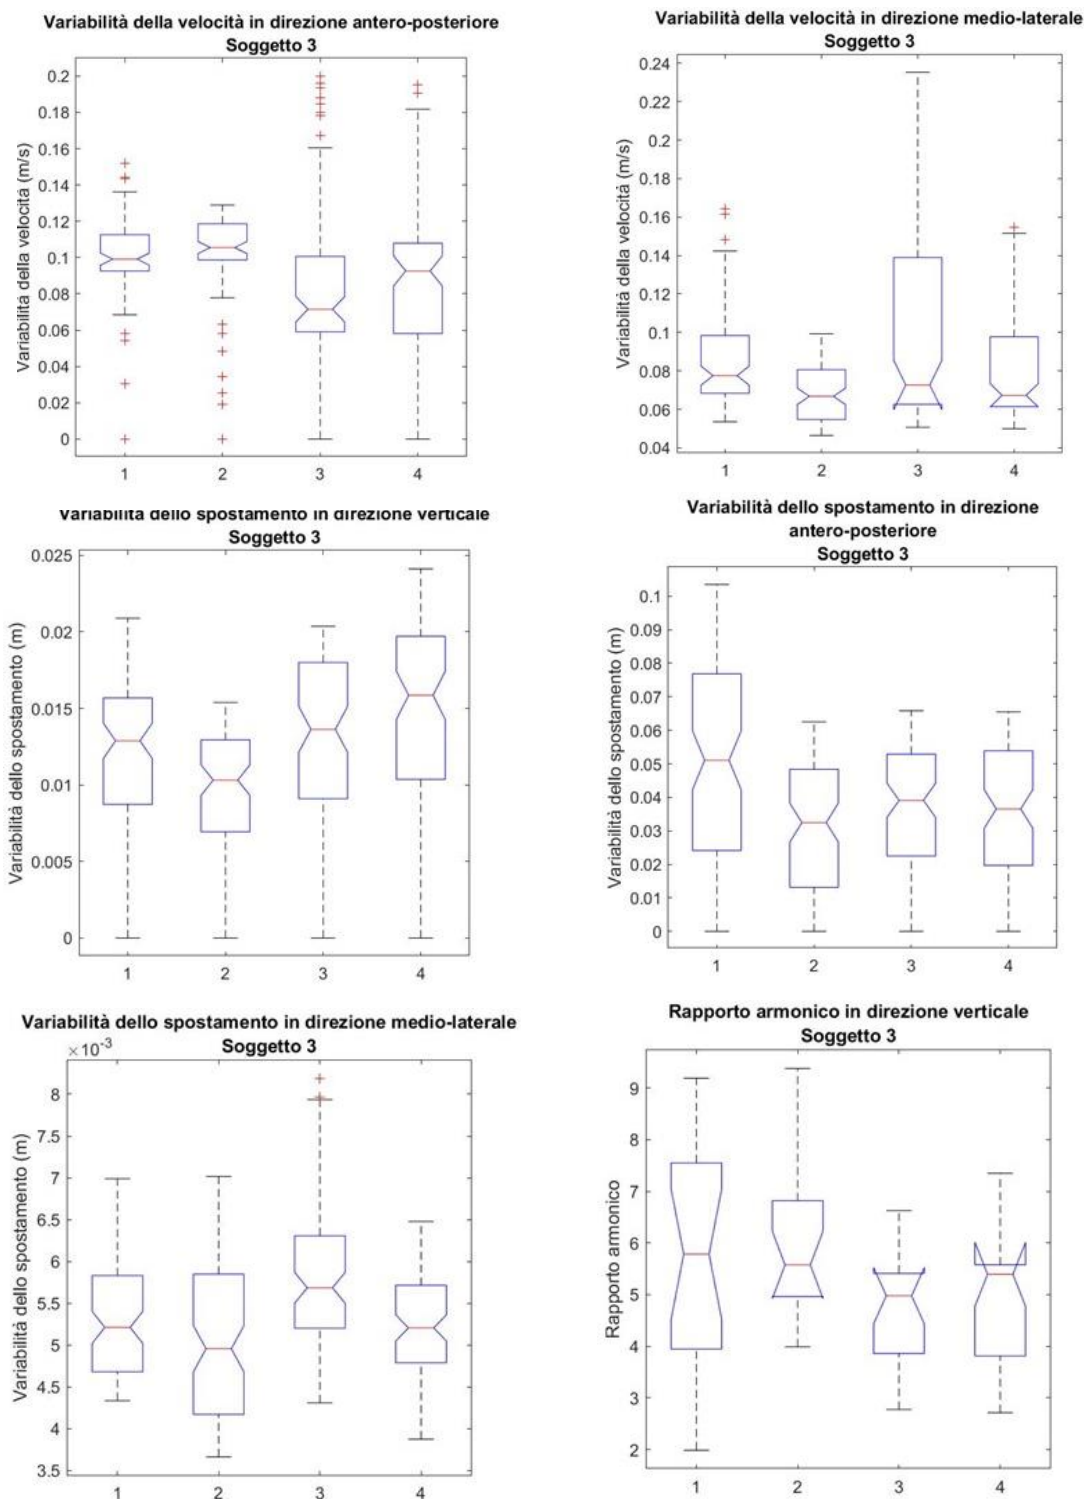 Variabilità della velocità in direzione antero-posteriore
Soggetto 3
0.2
0.18
0.16
0.14
0.12
0.1
0.08
0.06
0.04
0.02
0
Variabilità della velocità (m/s)
1 2 3 4
Variabilità della velocità in direzione medio-laterale
Soggetto 3
0.24
0.22
0.2
0.18
0.16
0.14
0.12
0.1
0.08
0.06
0.04
Variabilità della velocità (m/s)
1 2 3 4
Variabilità dello spostamento in direzione verticale
Soggetto 3
0.025
0.02
0.015
0.01
0.005
0
Variabilità dello spostamento (m)
1 2 3 4
Variabilità dello spostamento in direzione
antero-posteriore
Soggetto 3
0.1
0.09
0.08
0.07
0.06
0.05
0.04
0.03
0.02
0.01
0
Variabilità dello spostamento (m)
1 2 3 4
Variabilità dello spostamento in direzione medio-laterale
×10⁻³ Soggetto 3
8
7.5
7
6.5
6
5.5
5
4.5
4
3.5
Variabilità dello spostamento (m)
1 2 3 4
Rapporto armonico in direzione verticale
Soggetto 3
9
8
7
6
5
4
3
2
Rapporto armonico
1 2 3 4